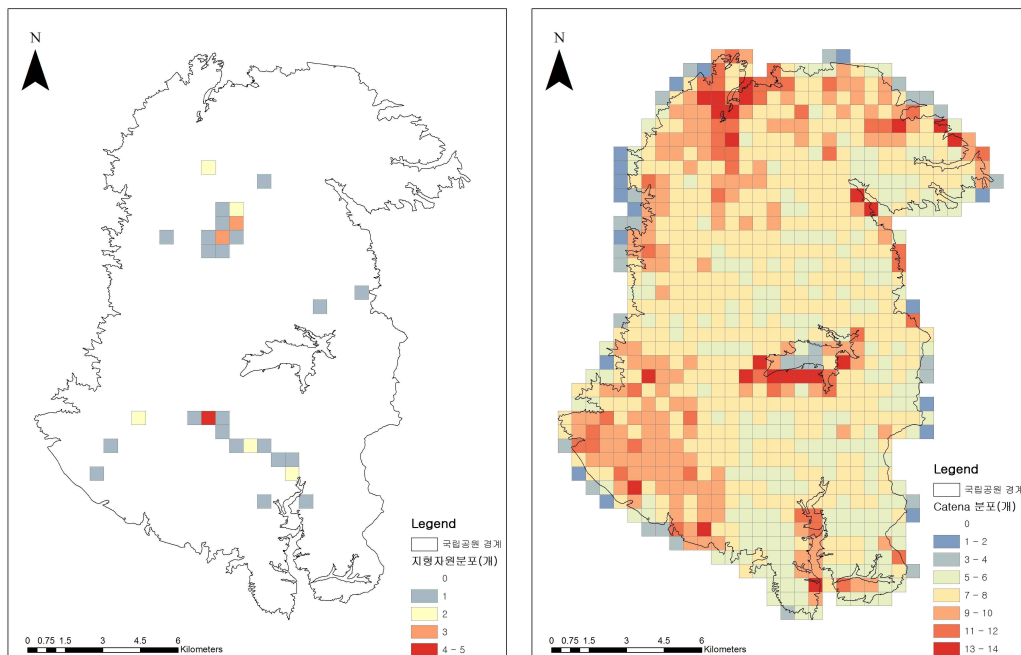 N
Legend
국립공원 경계
지형자원분포(개)
0
1
2
3
4 - 5
0 0.75 1.5 3 4.5 6
Kilometers
N
Legend
국립공원 경계
Catena 분포(개)
0
1 - 2
3 - 4
5 - 6
7 - 8
9 - 10
11 - 12
13 - 14
0 0.75 1.5 3 4.5 6
Kilometers